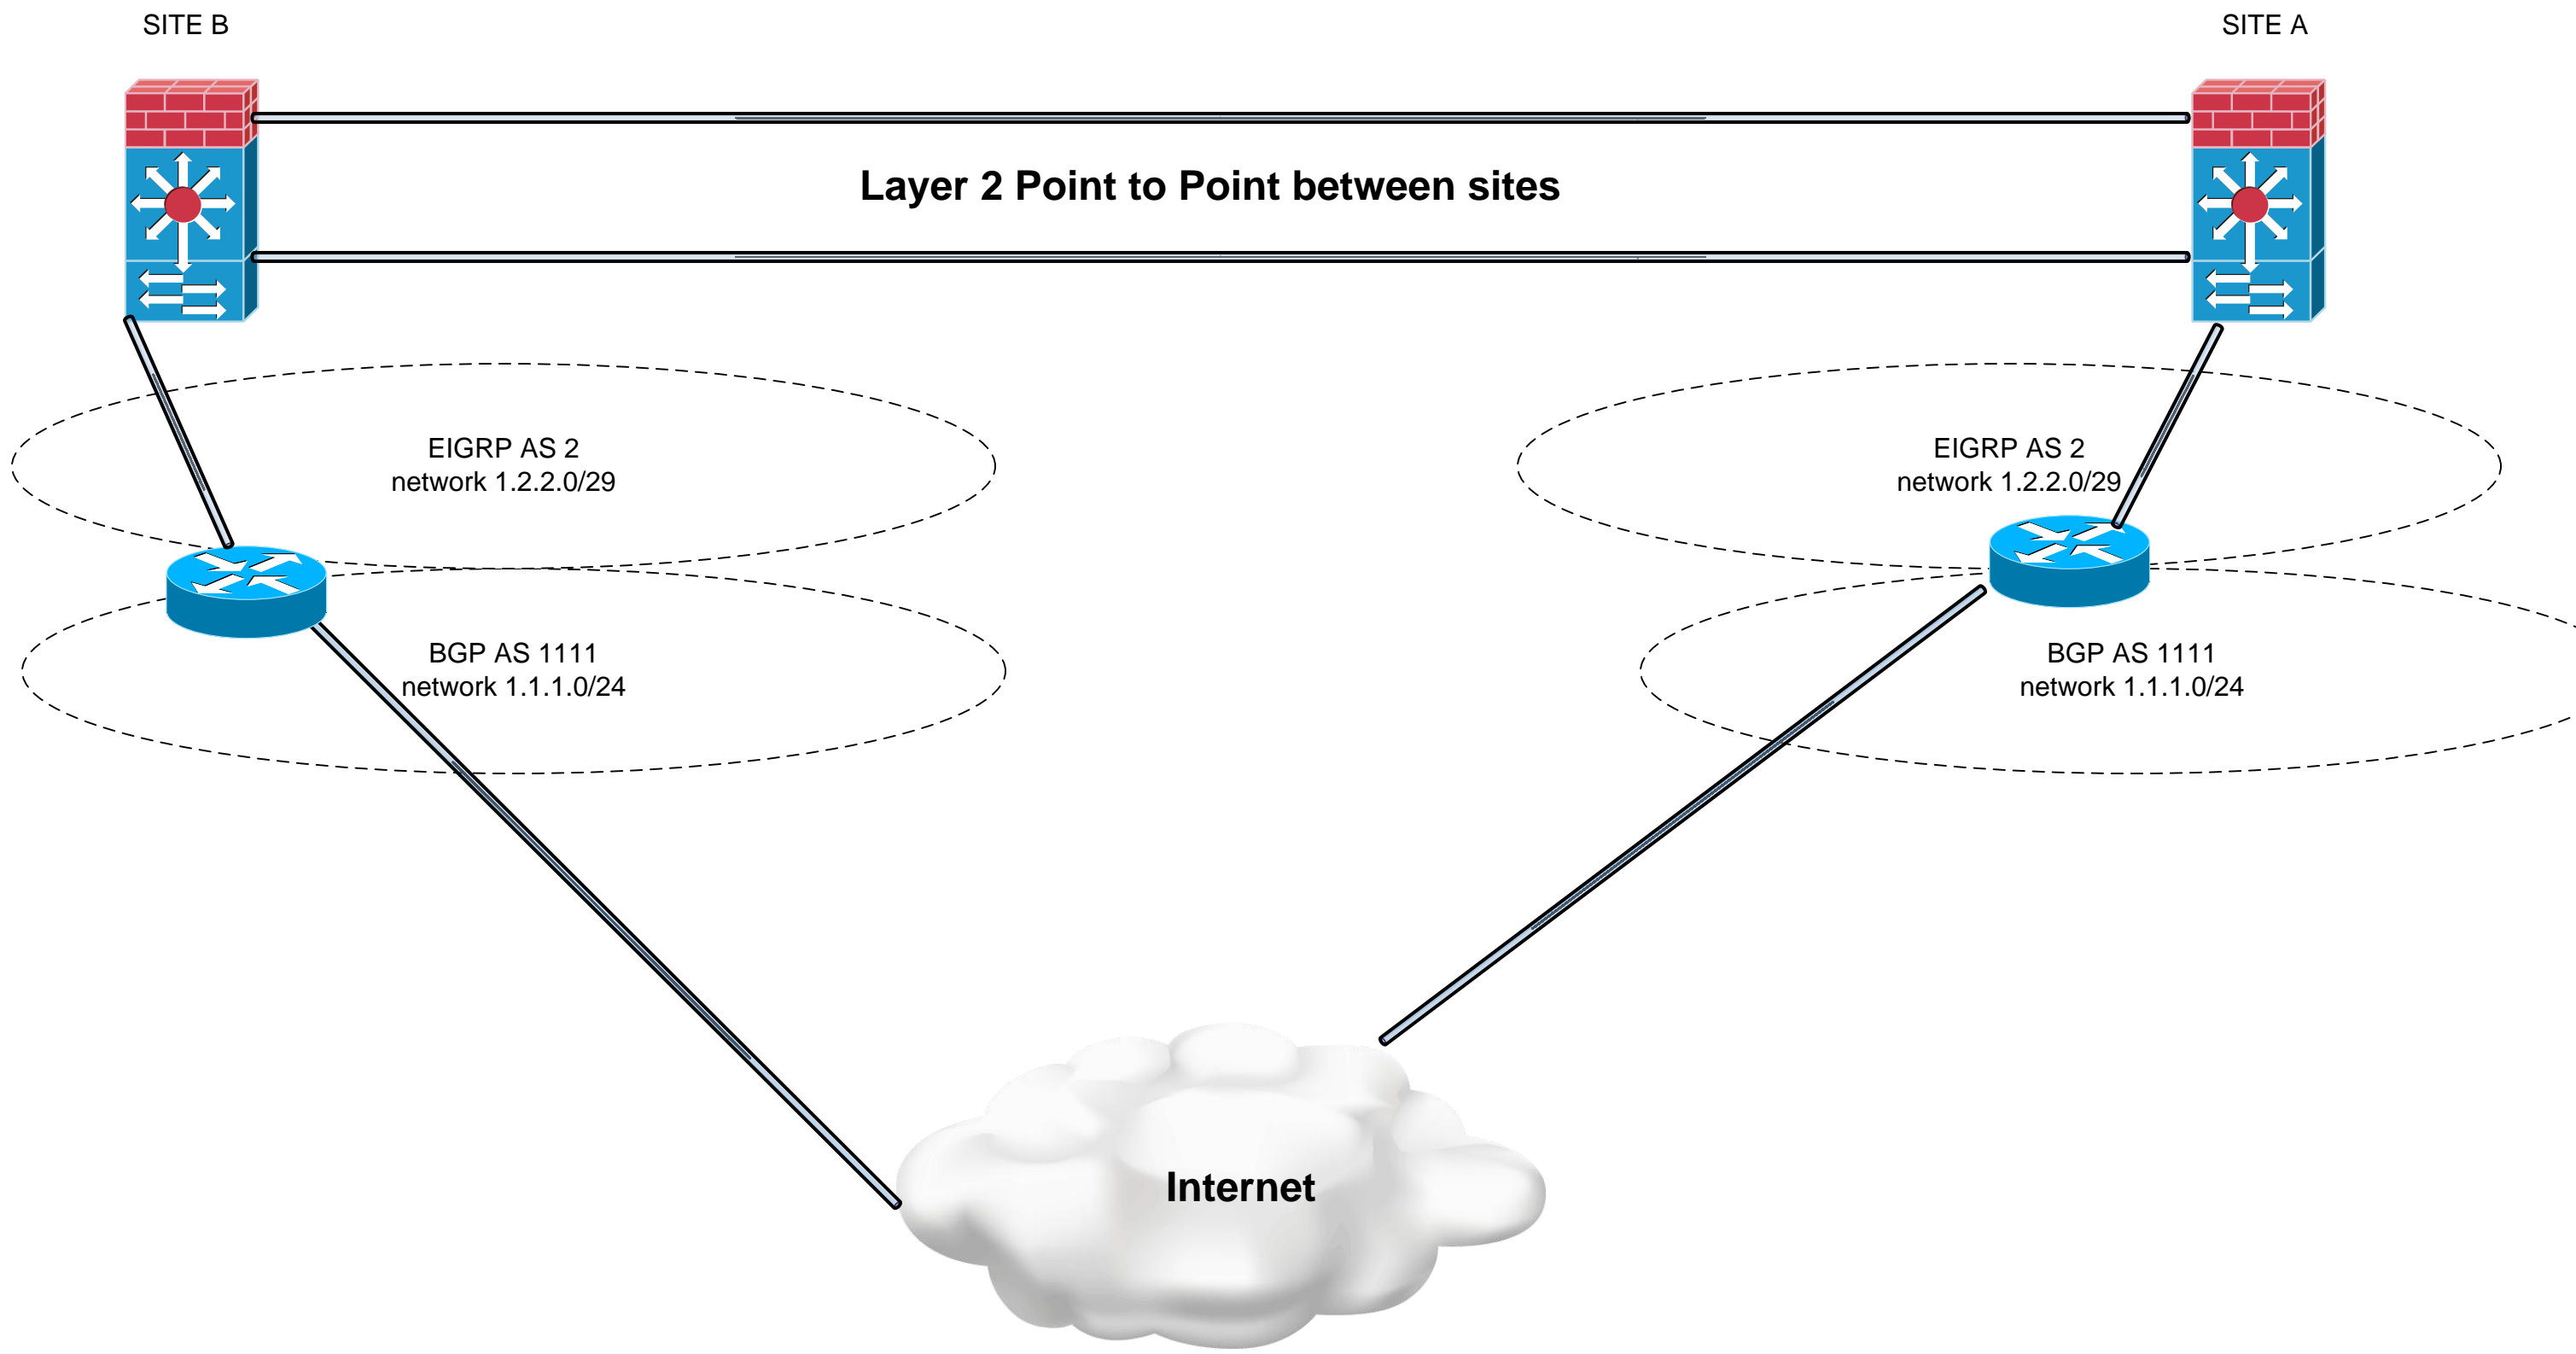 SITE B
SITE A
Layer 2 Point to Point between sites
EIGRP AS 2
network 1.2.2.0/29
EIGRP AS 2
network 1.2.2.0/29
BGP AS 1111
network 1.1.1.0/24
BGP AS 1111
network 1.1.1.0/24
Internet